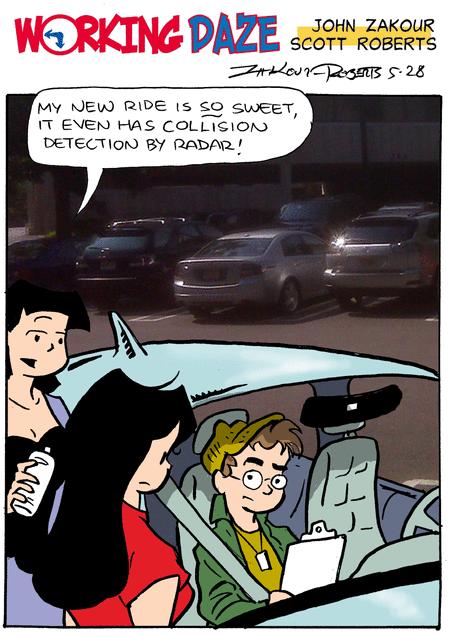 WORKING DAZE
JOHN ZAKOUR
SCOTT ROBERTS
ZAKOUR-ROBERTS 5-28
MY NEW RIDE IS SO SWEET,
IT EVEN HAS COLLISION
DETECTION BY RADAR!